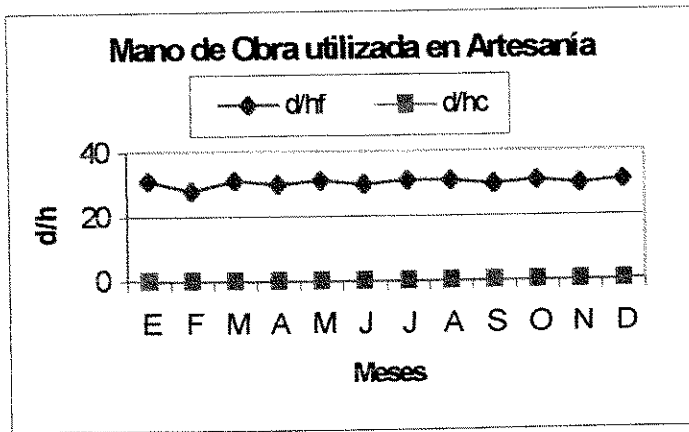 Mano de Obra utilizada en Artesanía
d/hf d/hc
40
20
0
d/h
E F M A M J J A S O N D
Meses